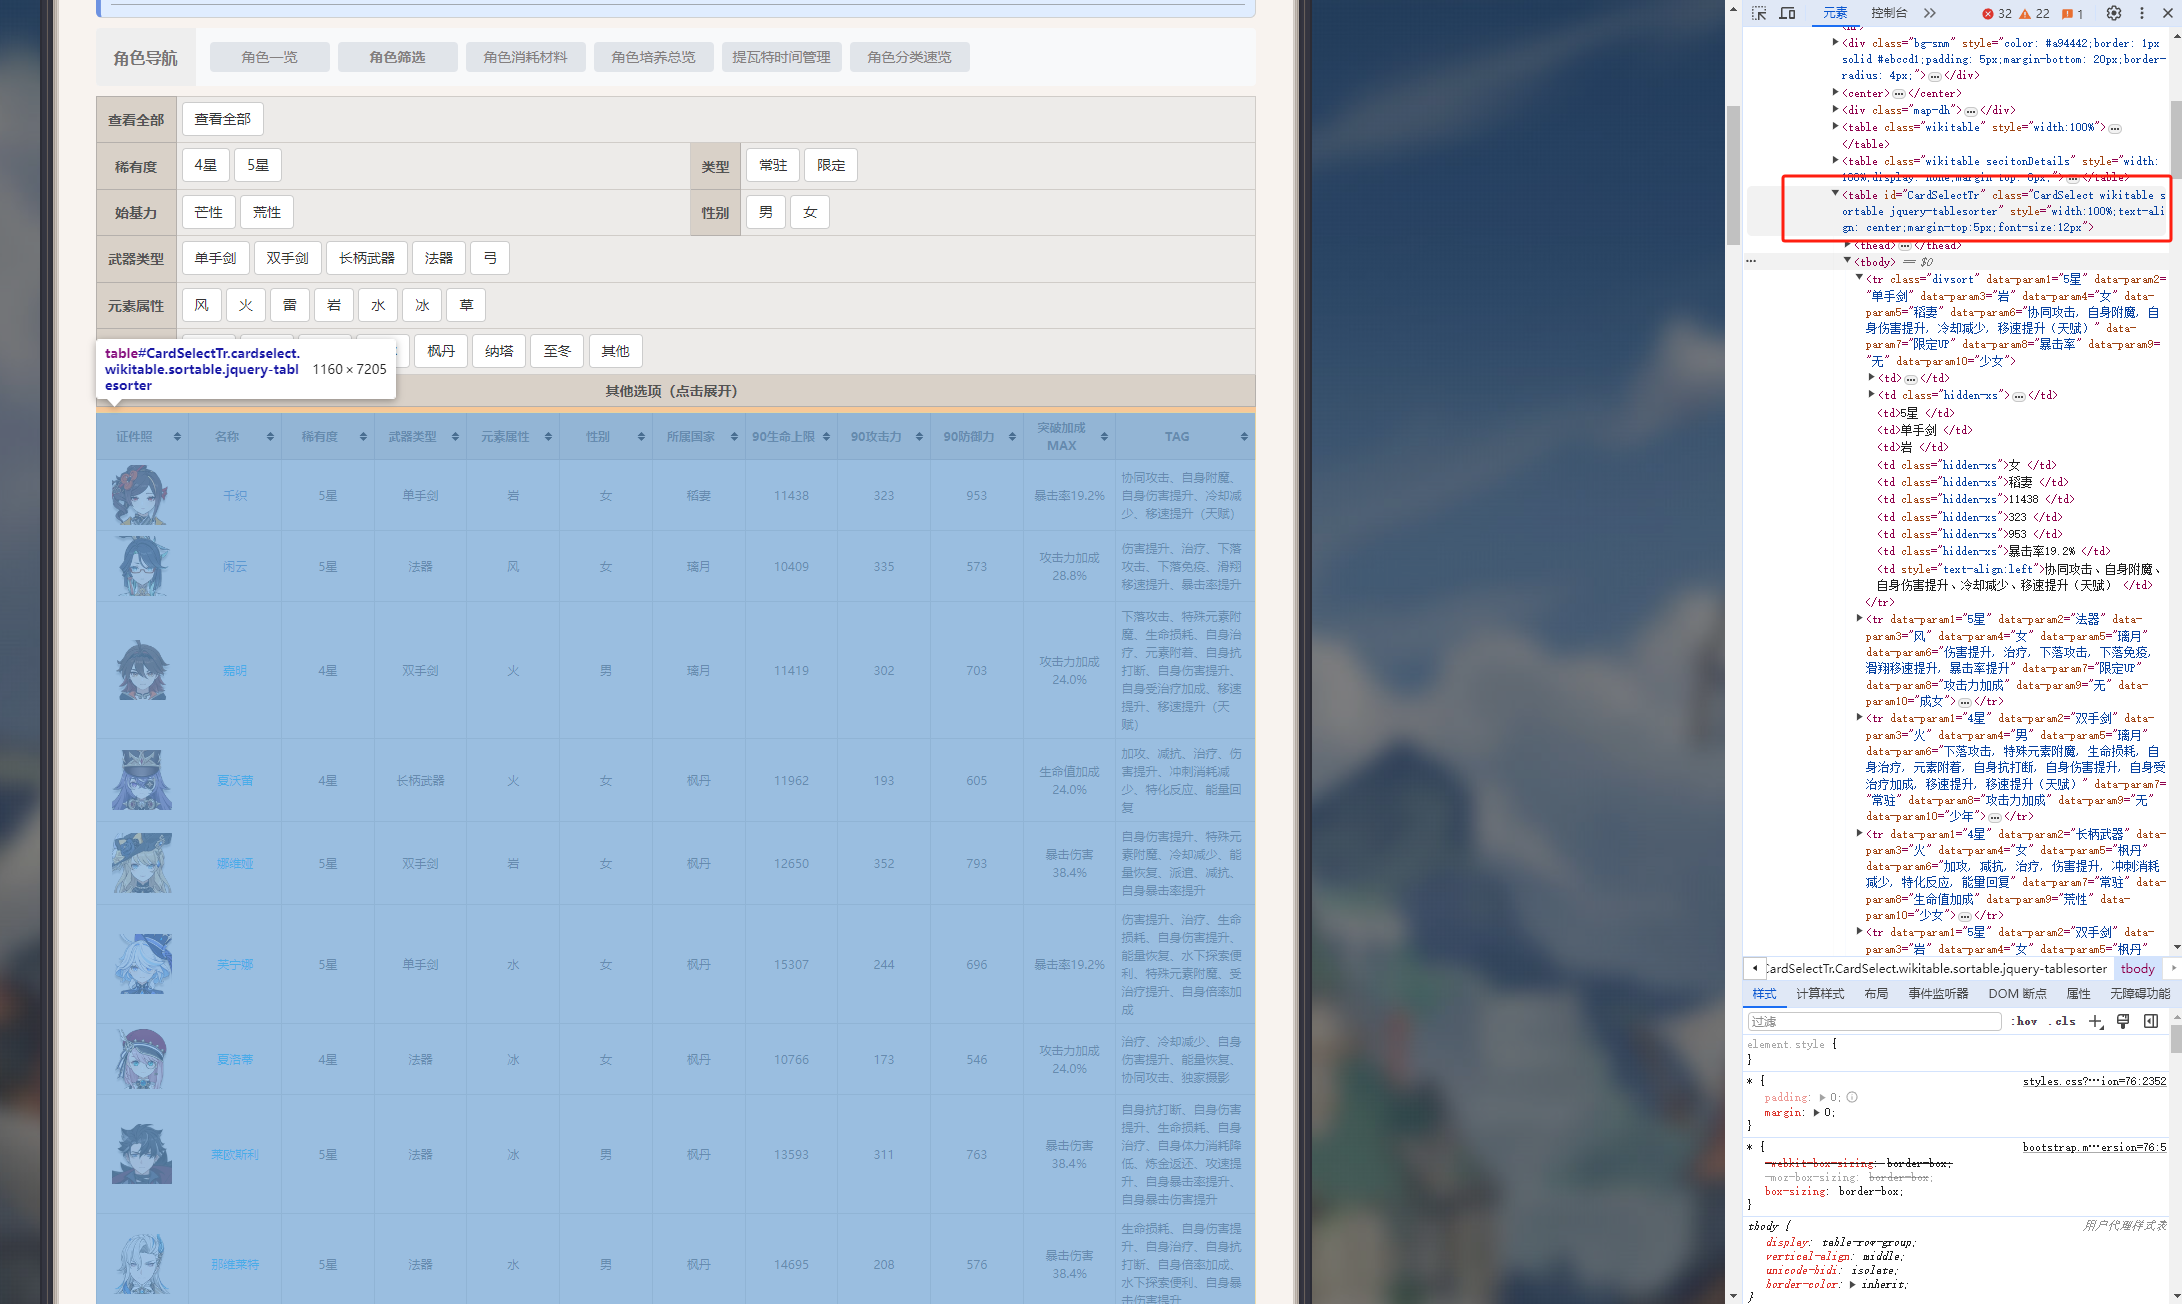 角色导航 角色一览 角色筛选 角色消耗材料 角色培养总览 提瓦特时间管理 角色分类速览
查看全部 查看全部
稀有度 4星 5星 类型 常驻 限定
始基力 芒性 荒性 性别 男 女
武器类型 单手剑 双手剑 长柄武器 法器 弓
元素属性 风 火 雷 岩 水 冰 草
枫丹 纳塔 至冬 其他
table#CardSelectTr.cardselect.
wikitable.sortable.jquery-tabl
esorter
1160 × 7205
其他选项（点击展开）
证件照 名称 稀有度 武器类型 元素属性 性别 所属国家 90生命上限 90攻击力 90防御力 突破加成
MAX TAG
千织 5星 单手剑 岩 女 稻妻 11438 323 953 暴击率19.2%
协同攻击、自身附魔、
自身伤害提升、冷却减
少、移速提升（天赋）
闲云 5星 法器 风 女 璃月 10409 335 573 攻击力加成
28.8%
伤害提升、治疗、下落
攻击、下落免疫、滑翔
移速提升、暴击率提升
嘉明 4星 双手剑 火 男 璃月 11419 302 703 攻击力加成
24.0%
下落攻击、特殊元素附
魔、生命损耗、自身治
疗、元素附着、自身抗
打断、自身伤害提升、
自身受治疗加成、移速
提升、移速提升（天
赋）
夏沃蕾 4星 长柄武器 火 女 枫丹 11962 193 605 生命值加成
24.0%
加攻、减抗、治疗、伤
害提升、冲刺消耗减
少、特化反应、能量回
复
娜维娅 5星 双手剑 岩 女 枫丹 12650 352 793 暴击伤害
38.4%
自身伤害提升、特殊元
素附魔、冷却减少、能
量恢复、派遣、减抗、
自身暴击率提升
芙宁娜 5星 单手剑 水 女 枫丹 15307 244 696 暴击率19.2%
伤害提升、治疗、生命
损耗、自身伤害提升、
能量恢复、水下探索便
利、特殊元素附魔、受
治疗提升、自身倍率加
成
夏洛蒂 4星 法器 冰 女 枫丹 10766 173 546 攻击力加成
24.0%
治疗、冷却减少、自身
伤害提升、能量恢复、
协同攻击、独家摄影
莱欧斯利 5星 法器 冰 男 枫丹 13593 311 763 暴击伤害
38.4%
自身抗打断、自身伤害
提升、生命损耗、自身
治疗、自身体力消耗降
低、炼金返还、攻速提
升、自身暴击率提升、
自身暴击伤害提升
那维莱特 5星 法器 水 男 枫丹 14695 208 576 暴击伤害
38.4%
生命损耗、自身伤害提
升、自身治疗、自身抗
打断、自身倍率加成、
水下探索便利、自身暴
击伤害提升
元素 控制台 32 22 1
<div class="bg-snm" style="color: #a94442;border: 1px
solid #ebccd1;padding: 5px;margin-bottom: 20px;border-
radius: 4px;">…</div>
<center>…</center>
<div class="map-dh">…</div>
<table class="wikitable" style="width:100%">…
</table>
<table class="wikitable secitonDetails" style="width:
100%;display: none;margin-top: 0px;">…</table>
<table id="CardSelectTr" class="CardSelect wikitable s
ortable jquery-tablesorter" style="width:100%;text-ali
gn: center;margin-top:5px;font-size:12px">
<thead>…</thead>
<tbody> == $0
<tr class="divsort" data-param1="5星" data-param2=
"单手剑" data-param3="岩" data-param4="女" data-
param5="稻妻" data-param6="协同攻击, 自身附魔, 自
身伤害提升, 冷却减少, 移速提升（天赋）" data-
param7="限定UP" data-param8="暴击率" data-param9=
"无" data-param10="少女">
<td>…</td>
<td class="hidden-xs">…</td>
<td>5星 </td>
<td>单手剑 </td>
<td>岩 </td>
<td class="hidden-xs">女 </td>
<td class="hidden-xs">稻妻 </td>
<td class="hidden-xs">11438 </td>
<td class="hidden-xs">323 </td>
<td class="hidden-xs">953 </td>
<td class="hidden-xs">暴击率19.2% </td>
<td style="text-align:left">协同攻击、自身附魔、
自身伤害提升、冷却减少、移速提升（天赋） </td>
</tr>
<tr data-param1="5星" data-param2="法器" data-
param3="风" data-param4="女" data-param5="璃月"
data-param6="伤害提升, 治疗, 下落攻击, 下落免疫,
滑翔移速提升, 暴击率提升" data-param7="限定UP"
data-param8="攻击力加成" data-param9="无" data-
param10="成女">…</tr>
<tr data-param1="4星" data-param2="双手剑" data-
param3="火" data-param4="男" data-param5="璃月"
data-param6="下落攻击, 特殊元素附魔, 生命损耗, 自
身治疗, 元素附着, 自身抗打断, 自身伤害提升, 自身受
治疗加成, 移速提升, 移速提升（天赋）" data-param7=
"常驻" data-param8="攻击力加成" data-param9="无"
data-param10="少年">…</tr>
<tr data-param1="4星" data-param2="长柄武器" data-
param3="火" data-param4="女" data-param5="枫丹"
data-param6="加攻, 减抗, 治疗, 伤害提升, 冲刺消耗
减少, 特化反应, 能量回复" data-param7="常驻" data-
param8="生命值加成" data-param9="荒性" data-
param10="少女">…</tr>
<tr data-param1="5星" data-param2="双手剑" data-
param3="岩" data-param4="女" data-param5="枫丹"
CardSelectTr.CardSelect.wikitable.sortable.jquery-tablesorter tbody
样式 计算样式 布局 事件监听器 DOM 断点 属性 无障碍功能
过滤 :hov .cls
element.style {
}
* { styles.css?…ion=76:2352
padding: 0;
margin: 0;
}
* { bootstrap.m…ersion=76:5
-webkit-box-sizing: border-box;
-moz-box-sizing: border-box;
box-sizing: border-box;
}
tbody { 用户代理样式表
display: table-row-group;
vertical-align: middle;
unicode-bidi: isolate;
border-color: inherit;
}